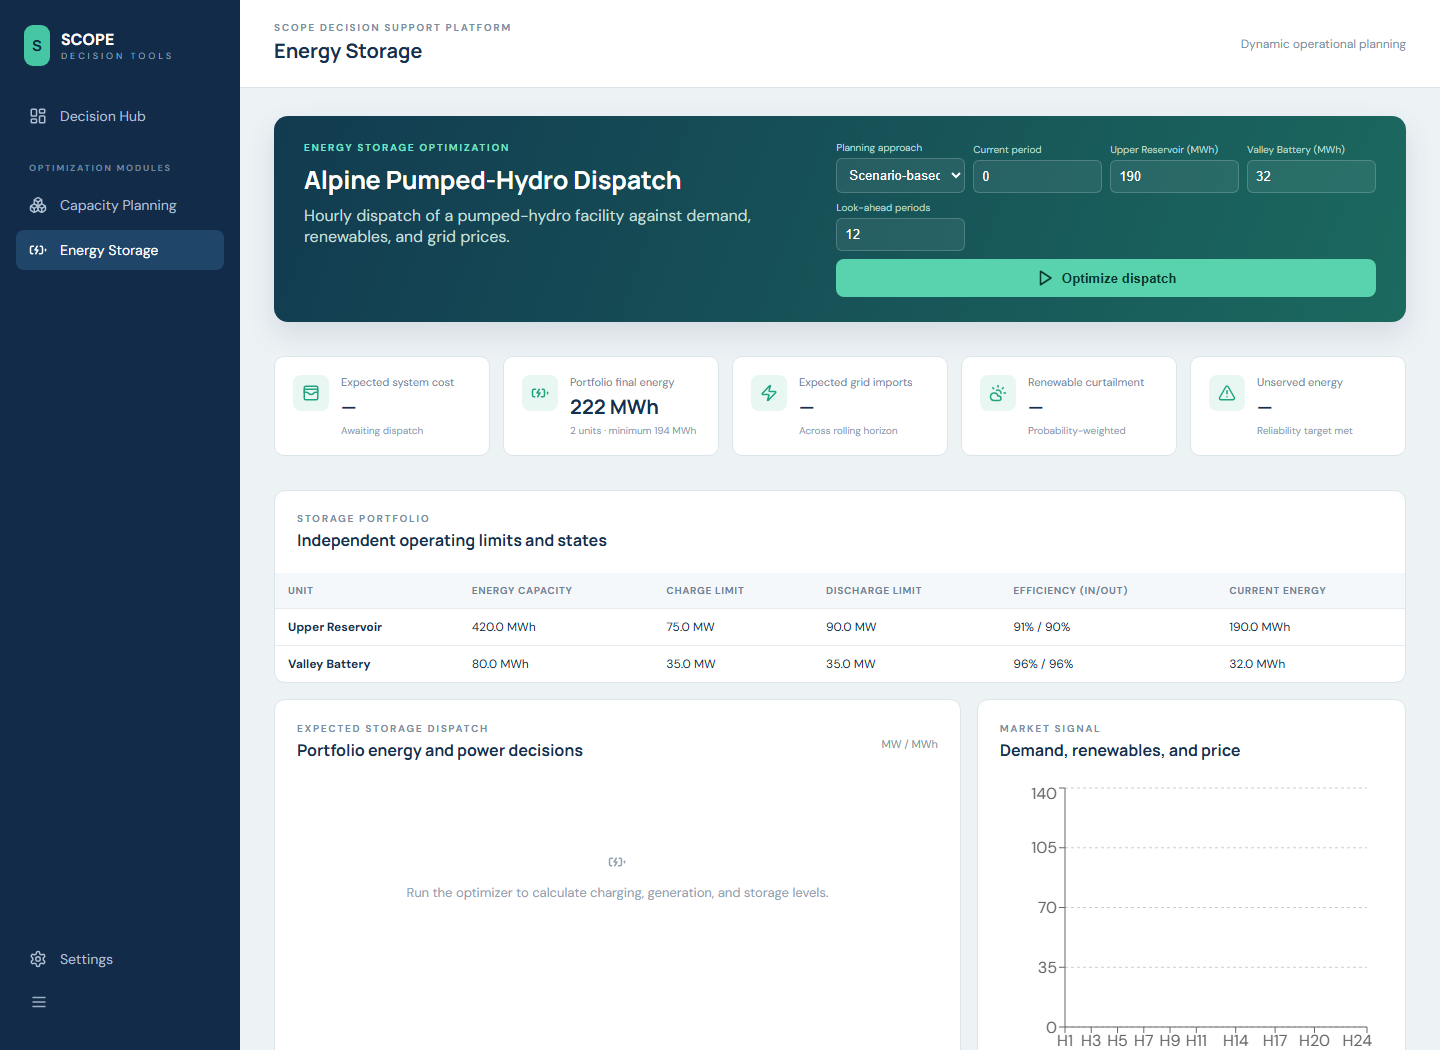 S
SCOPE
DECISION TOOLS
Decision Hub
OPTIMIZATION MODULES
Capacity Planning
Energy Storage
Settings
SCOPE DECISION SUPPORT PLATFORM
Energy Storage
Dynamic operational planning
ENERGY STORAGE OPTIMIZATION
Alpine Pumped-Hydro Dispatch
Hourly dispatch of a pumped-hydro facility against demand,
renewables, and grid prices.
Planning approach
Scenario-based
Current period
0
Upper Reservoir (MWh)
190
Valley Battery (MWh)
32
Look-ahead periods
12
Optimize dispatch
Expected system cost
—
Awaiting dispatch
Portfolio final energy
222 MWh
2 units · minimum 194 MWh
Expected grid imports
—
Across rolling horizon
Renewable curtailment
—
Probability-weighted
Unserved energy
—
Reliability target met
STORAGE PORTFOLIO
Independent operating limits and states
UNIT ENERGY CAPACITY CHARGE LIMIT DISCHARGE LIMIT EFFICIENCY (IN/OUT) CURRENT ENERGY
Upper Reservoir 420.0 MWh 75.0 MW 90.0 MW 91% / 90% 190.0 MWh
Valley Battery 80.0 MWh 35.0 MW 35.0 MW 96% / 96% 32.0 MWh
EXPECTED STORAGE DISPATCH
Portfolio energy and power decisions
MW / MWh
Run the optimizer to calculate charging, generation, and storage levels.
MARKET SIGNAL
Demand, renewables, and price
140
105
70
35
0
H1 H3 H5 H7 H9 H11 H14 H17 H20 H24